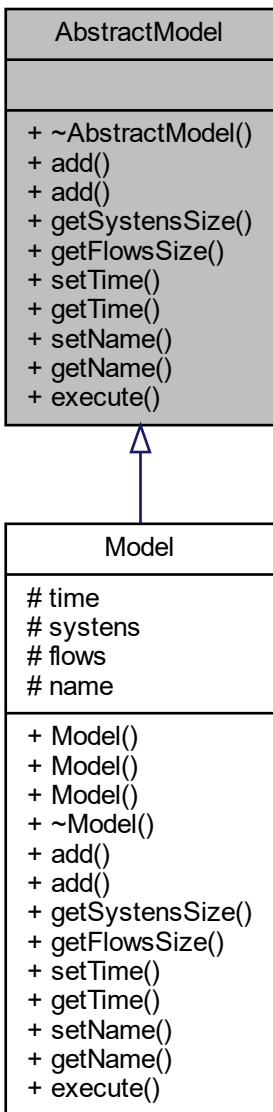 AbstractModel
+ ~AbstractModel()
+ add()
+ add()
+ getSystensSize()
+ getFlowsSize()
+ setTime()
+ getTime()
+ setName()
+ getName()
+ execute()
Model
# time
# systens
# flows
# name
+ Model()
+ Model()
+ Model()
+ ~Model()
+ add()
+ add()
+ getSystensSize()
+ getFlowsSize()
+ setTime()
+ getTime()
+ setName()
+ getName()
+ execute()